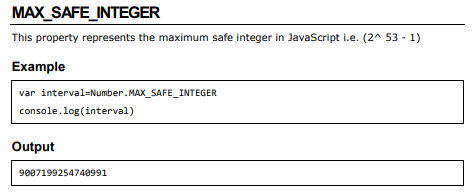 MAX_SAFE_INTEGER
This property represents the maximum safe integer in JavaScript i.e. (2^ 53 - 1)
Example
var interval=Number.MAX_SAFE_INTEGER
console.log(interval)
Output
9007199254740991